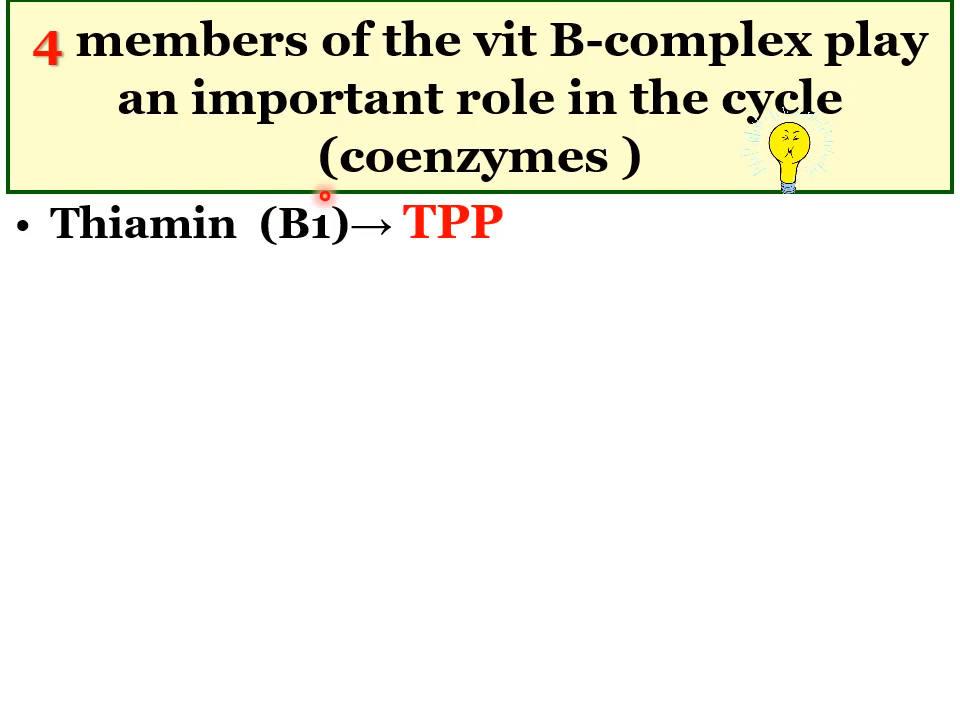 4 members of the vit B-complex play
an important role in the cycle
(coenzymes )
• Thiamin (B1)→ TPP